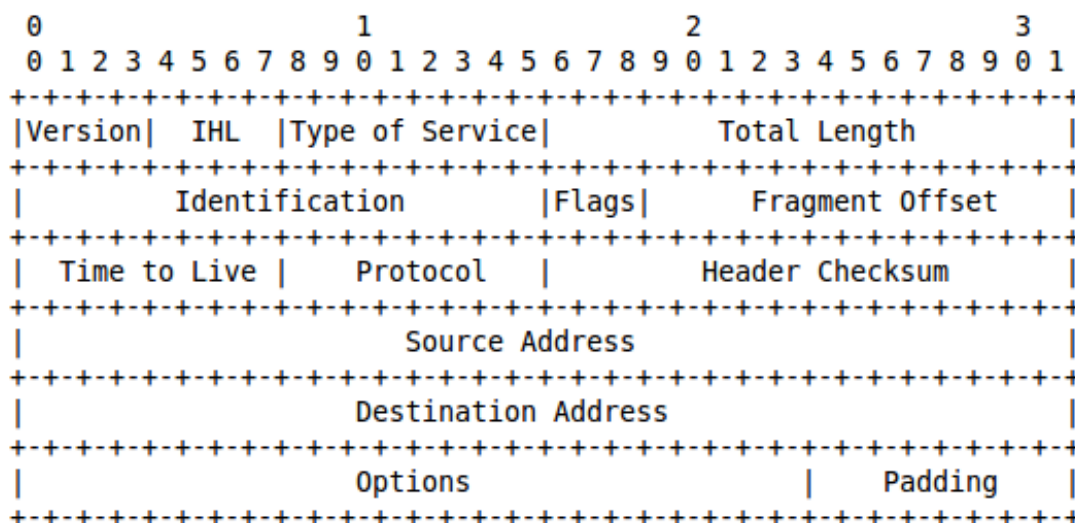 0                   1                   2                   3
 0 1 2 3 4 5 6 7 8 9 0 1 2 3 4 5 6 7 8 9 0 1 2 3 4 5 6 7 8 9 0 1
+-+-+-+-+-+-+-+-+-+-+-+-+-+-+-+-+-+-+-+-+-+-+-+-+-+-+-+-+-+-+-+-+
|Version|  IHL  |Type of Service|          Total Length         |
+-+-+-+-+-+-+-+-+-+-+-+-+-+-+-+-+-+-+-+-+-+-+-+-+-+-+-+-+-+-+-+-+
|         Identification        |Flags|      Fragment Offset    |
+-+-+-+-+-+-+-+-+-+-+-+-+-+-+-+-+-+-+-+-+-+-+-+-+-+-+-+-+-+-+-+-+
|  Time to Live |    Protocol   |         Header Checksum       |
+-+-+-+-+-+-+-+-+-+-+-+-+-+-+-+-+-+-+-+-+-+-+-+-+-+-+-+-+-+-+-+-+
|                       Source Address                          |
+-+-+-+-+-+-+-+-+-+-+-+-+-+-+-+-+-+-+-+-+-+-+-+-+-+-+-+-+-+-+-+-+
|                    Destination Address                        |
+-+-+-+-+-+-+-+-+-+-+-+-+-+-+-+-+-+-+-+-+-+-+-+-+-+-+-+-+-+-+-+-+
|                    Options                    |    Padding    |
+-+-+-+-+-+-+-+-+-+-+-+-+-+-+-+-+-+-+-+-+-+-+-+-+-+-+-+-+-+-+-+-+